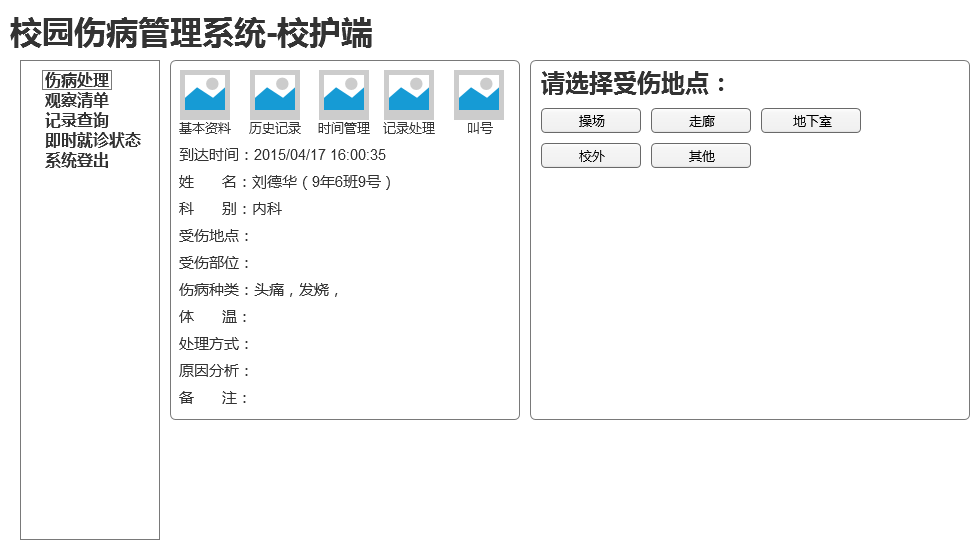 校园伤病管理系统-校护端
伤病处理
观察清单
记录查询
即时就诊状态
系统登出
基本资料 历史记录 时间管理 记录处理 叫号
到达时间：2015/04/17 16:00:35
姓　　名：刘德华（9年6班9号）
科　　别：内科
受伤地点：
受伤部位：
伤病种类：头痛，发烧，
体　　温：
处理方式：
原因分析：
备　　注：
请选择受伤地点：
操场 走廊 地下室
校外 其他